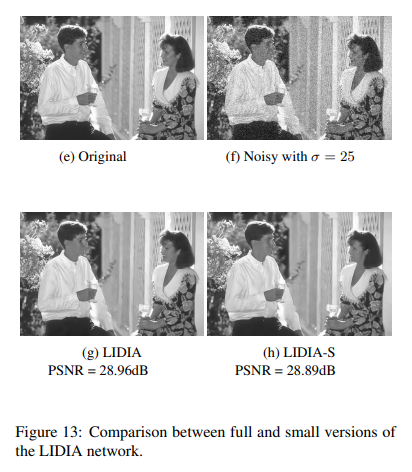 (e) Original
(f) Noisy with σ = 25
(g) LIDIA
PSNR = 28.96dB
(h) LIDIA-S
PSNR = 28.89dB
Figure 13: Comparison between full and small versions of
the LIDIA network.